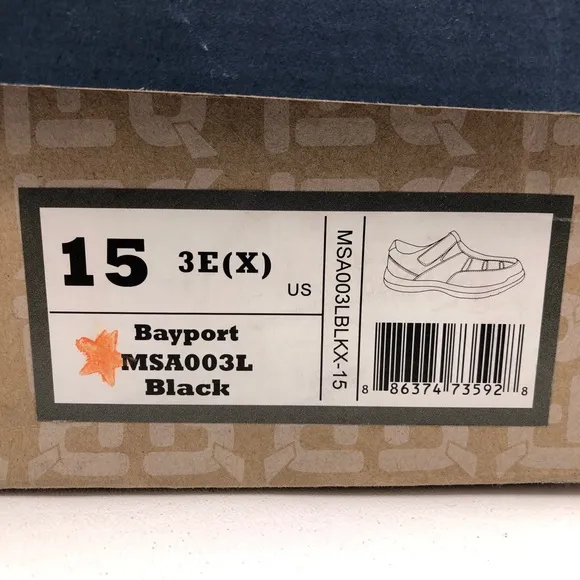 15 3E(X) US
Bayport
MSA003L
Black
MSA003LBLKX-15
8 86374 73592 8